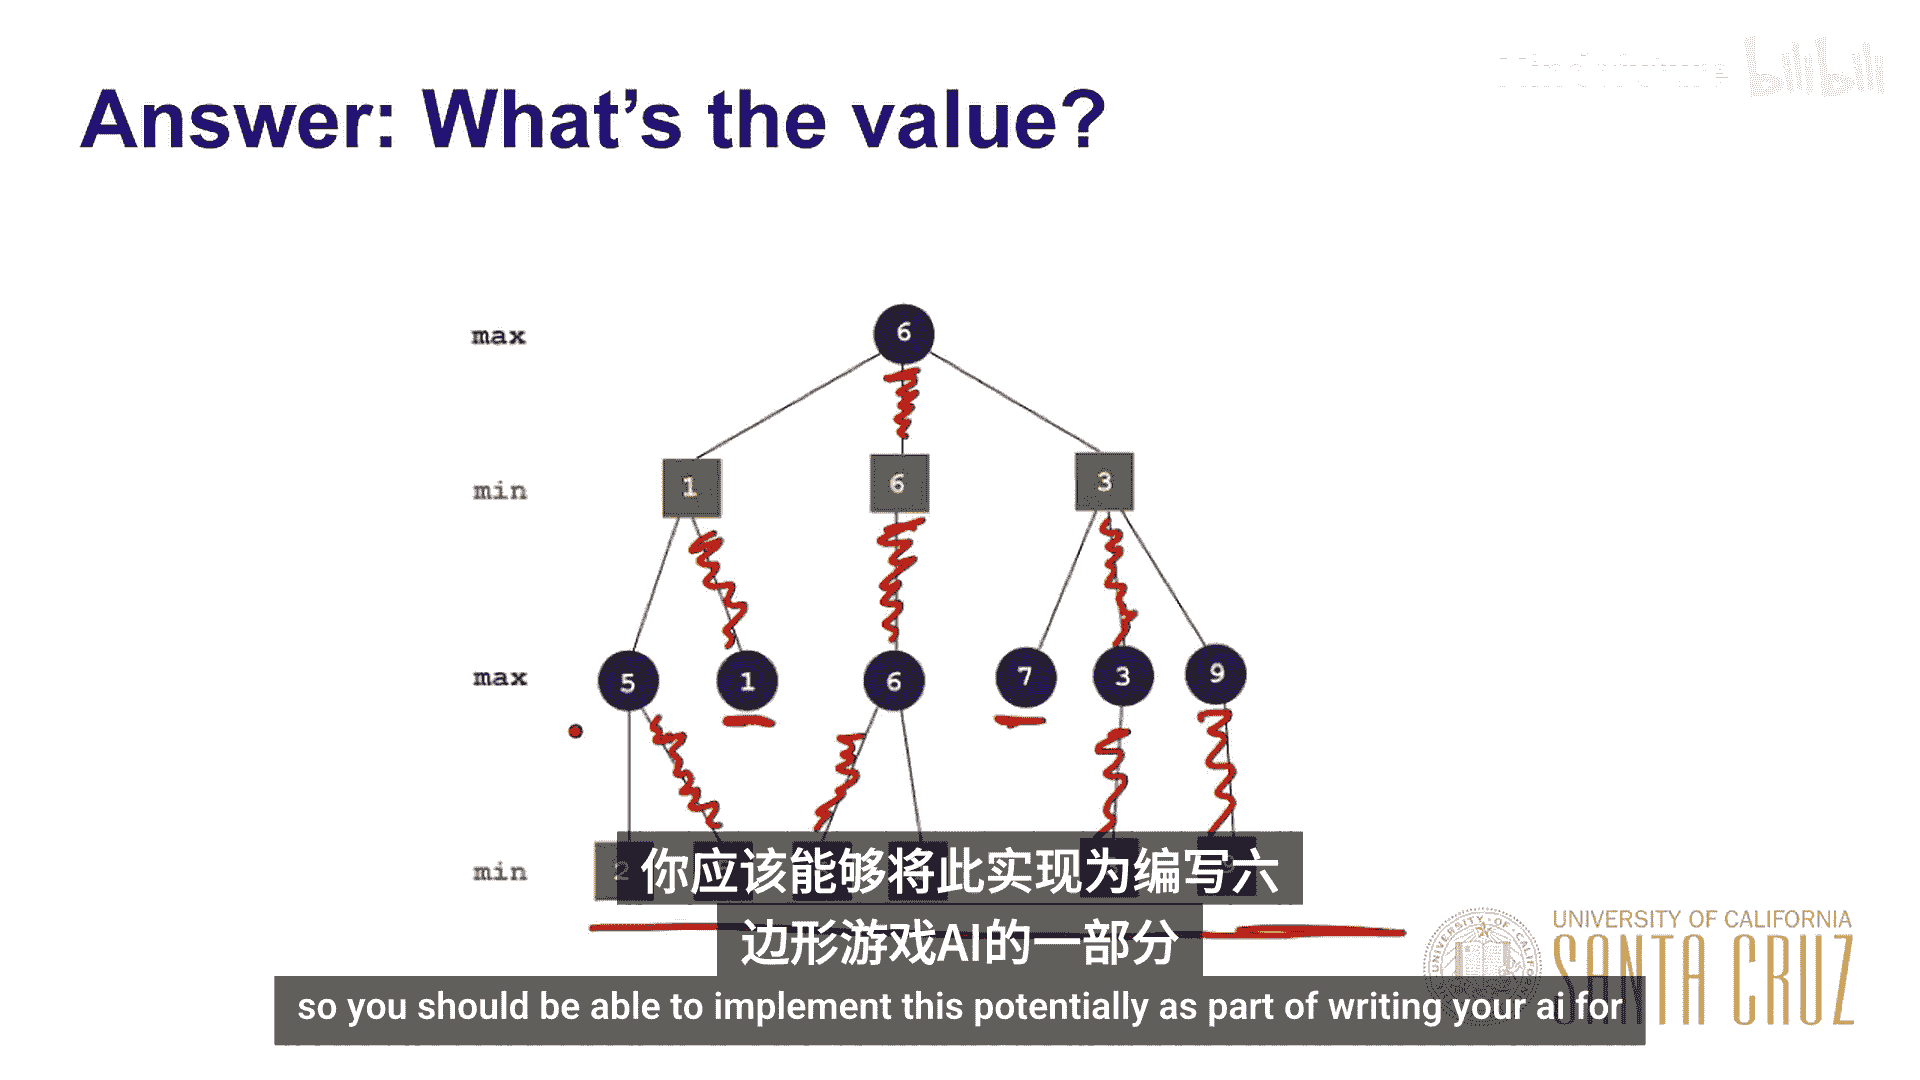 Answer: What's the value?
bilibili
max
6
min
1
6
3
max
5
1
6
7
3
9
min
2
你应该能够将此实现为编写六
边形游戏AI的一部分
so you should be able to implement this potentially as part of writing your ai for
UNIVERSITY OF CALIFORNIA
SANTA CRUZ